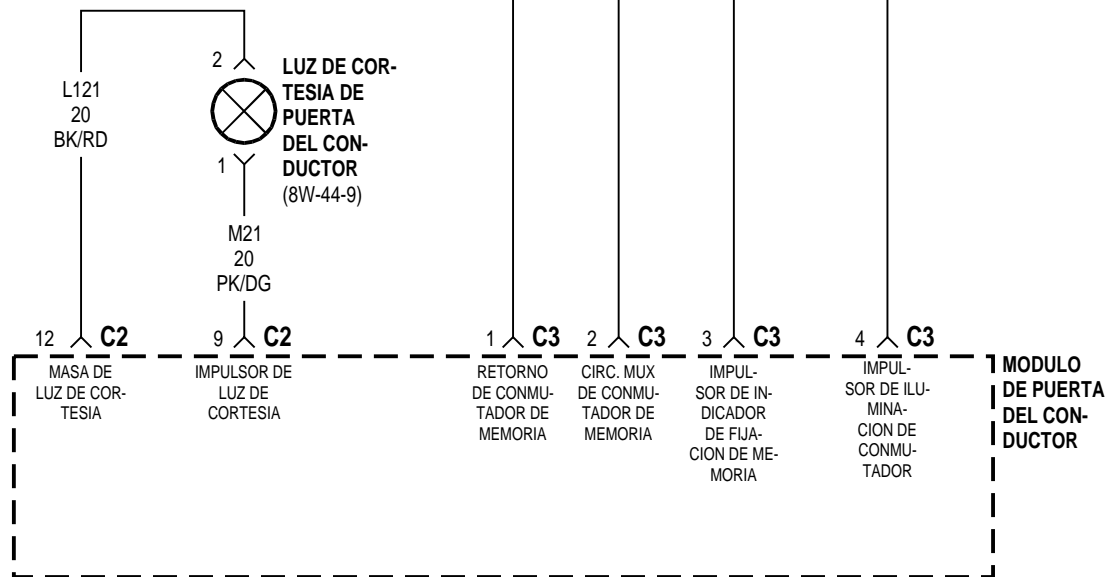 2
LUZ DE COR-
TESIA DE
PUERTA
DEL CON-
DUCTOR
(8W-44-9)
L121
20
BK/RD
1
M21
20
PK/DG
12 C2
9 C2
1 C3
2 C3
3 C3
4 C3
MASA DE
LUZ DE COR-
TESIA
IMPULSOR DE
LUZ DE
CORTESIA
RETORNO
DE CONMU-
TADOR DE
MEMORIA
CIRC. MUX
DE CONMU-
TADOR DE
MEMORIA
IMPUL-
SOR DE IN-
DICADOR
DE FIJA-
CION DE ME-
MORIA
IMPUL-
SOR DE ILU-
MINA-
CION DE
CONMU-
TADOR
MODULO
DE PUERTA
DEL CON-
DUCTOR